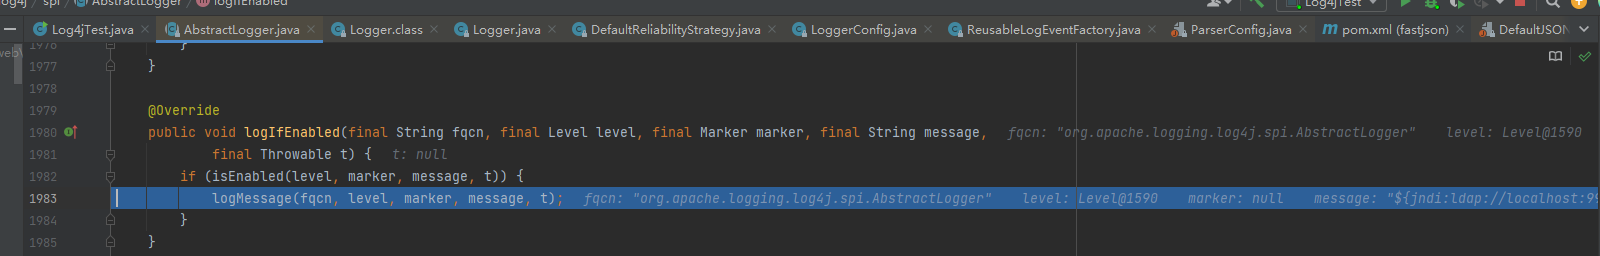 log4j / spi / AbstractLogger / logIfEnabled Log4jTest
Log4jTest.java AbstractLogger.java Logger.class Logger.java DefaultReliabilityStrategy.java LoggerConfig.java ReusableLogEventFactory.java ParserConfig.java pom.xml (fastjson) DefaultJSON
1976 }
1977 }
1978
1979 @Override
1980 public void logIfEnabled(final String fqcn, final Level level, final Marker marker, final String message, fqcn: "org.apache.logging.log4j.spi.AbstractLogger" level: Level@1590
1981 final Throwable t) { t: null
1982 if (isEnabled(level, marker, message, t)) {
1983 logMessage(fqcn, level, marker, message, t); fqcn: "org.apache.logging.log4j.spi.AbstractLogger" level: Level@1590 marker: null message: "${jndi:ldap://localhost:99
1984 }
1985 }